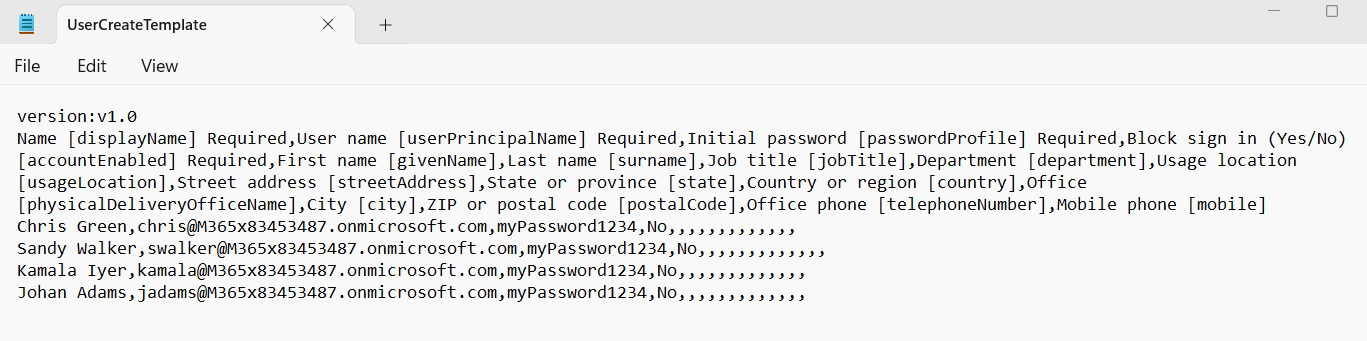 UserCreateTemplate
File Edit View
version:v1.0
Name [displayName] Required,User name [userPrincipalName] Required,Initial password [passwordProfile] Required,Block sign in (Yes/No)
[accountEnabled] Required,First name [givenName],Last name [surname],Job title [jobTitle],Department [department],Usage location
[usageLocation],Street address [streetAddress],State or province [state],Country or region [country],Office
[physicalDeliveryOfficeName],City [city],ZIP or postal code [postalCode],Office phone [telephoneNumber],Mobile phone [mobile]
Chris Green,chris@M365x83453487.onmicrosoft.com,myPassword1234,No,,,,,,,,,,,,,
Sandy Walker,swalker@M365x83453487.onmicrosoft.com,myPassword1234,No,,,,,,,,,,,,,
Kamala Iyer,kamala@M365x83453487.onmicrosoft.com,myPassword1234,No,,,,,,,,,,,,,
Johan Adams,jadams@M365x83453487.onmicrosoft.com,myPassword1234,No,,,,,,,,,,,,,